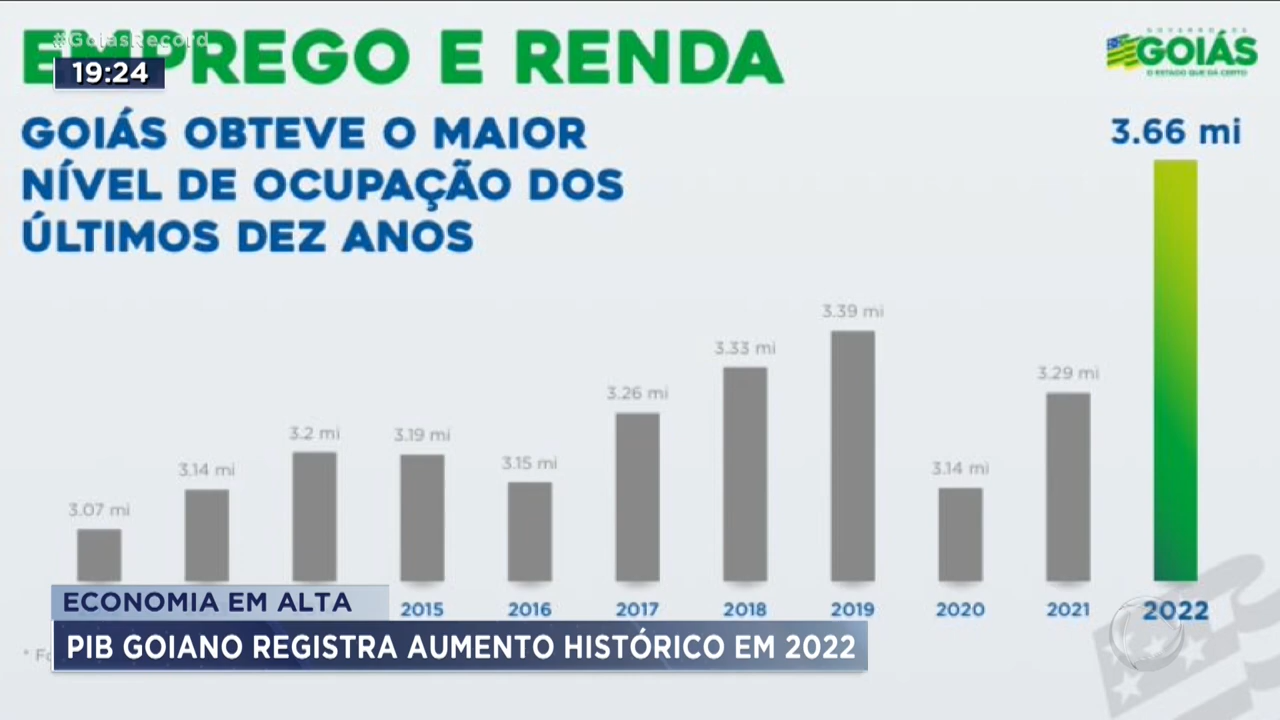 EMPREGO E RENDA
#GoiásRecord
19:24
GOIÁS OBTEVE O MAIOR
NÍVEL DE OCUPAÇÃO DOS
ÚLTIMOS DEZ ANOS
GOVERNO DE
GOIÁS
O ESTADO QUE DÁ CERTO
3.66 mi
3.39 mi
3.33 mi
3.29 mi
3.26 mi
3.2 mi
3.19 mi
3.15 mi
3.14 mi
3.14 mi
3.07 mi
2015 2016 2017 2018 2019 2020 2021 2022
ECONOMIA EM ALTA
PIB GOIANO REGISTRA AUMENTO HISTÓRICO EM 2022